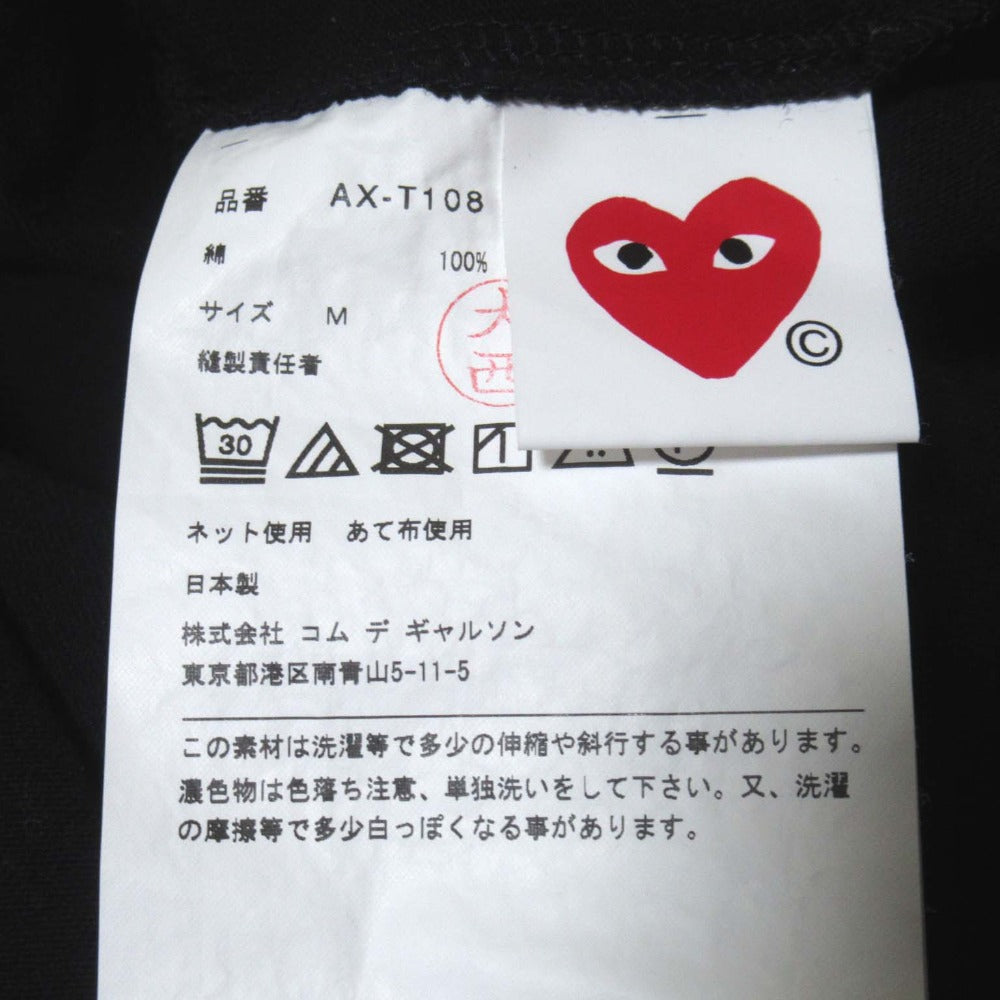 品番 AX-T108
綿 100%
サイズ M
縫製責任者
大西
©
30
ネット使用 あて布使用
日本製
株式会社 コム デ ギャルソン
東京都港区南青山5-11-5
この素材は洗濯等で多少の伸縮や斜行する事があります。
濃色物は色落ち注意、単独洗いをして下さい。又、洗濯
の摩擦等で多少白っぽくなる事があります。